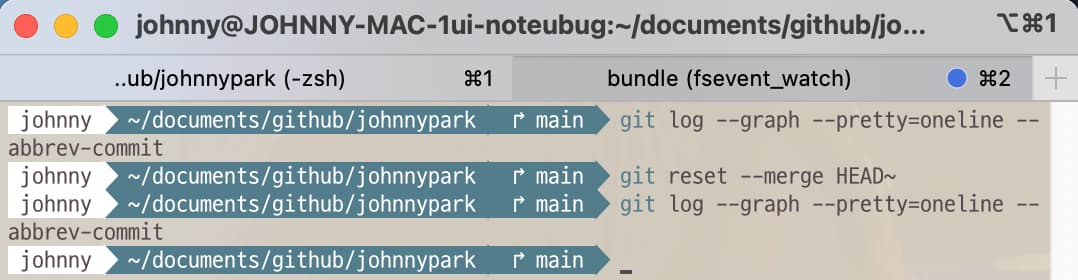 johnny@JOHNNY-MAC-1ui-noteubug:~/documents/github/jo... ⌥⌘1
..ub/johnnypark (-zsh) ⌘1 bundle (fsevent_watch) ⌘2 +
johnny ~/documents/github/johnnypark ↱ main git log --graph --pretty=oneline --
abbrev-commit
johnny ~/documents/github/johnnypark ↱ main git reset --merge HEAD~
johnny ~/documents/github/johnnypark ↱ main git log --graph --pretty=oneline --
abbrev-commit
johnny ~/documents/github/johnnypark ↱ main _